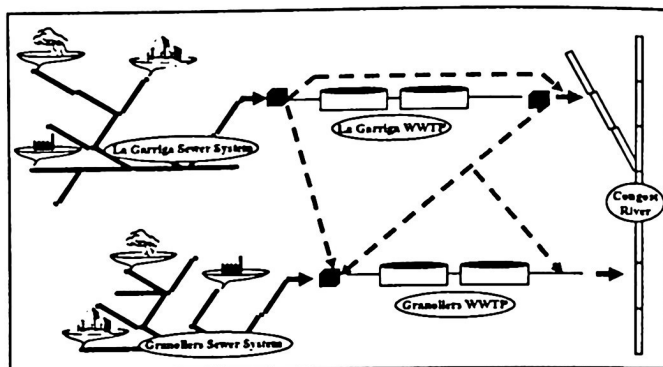 La Garriga Sewer System
La Garriga WWTP
Congost
River
Granollers WWTP
Granollers Sewer System